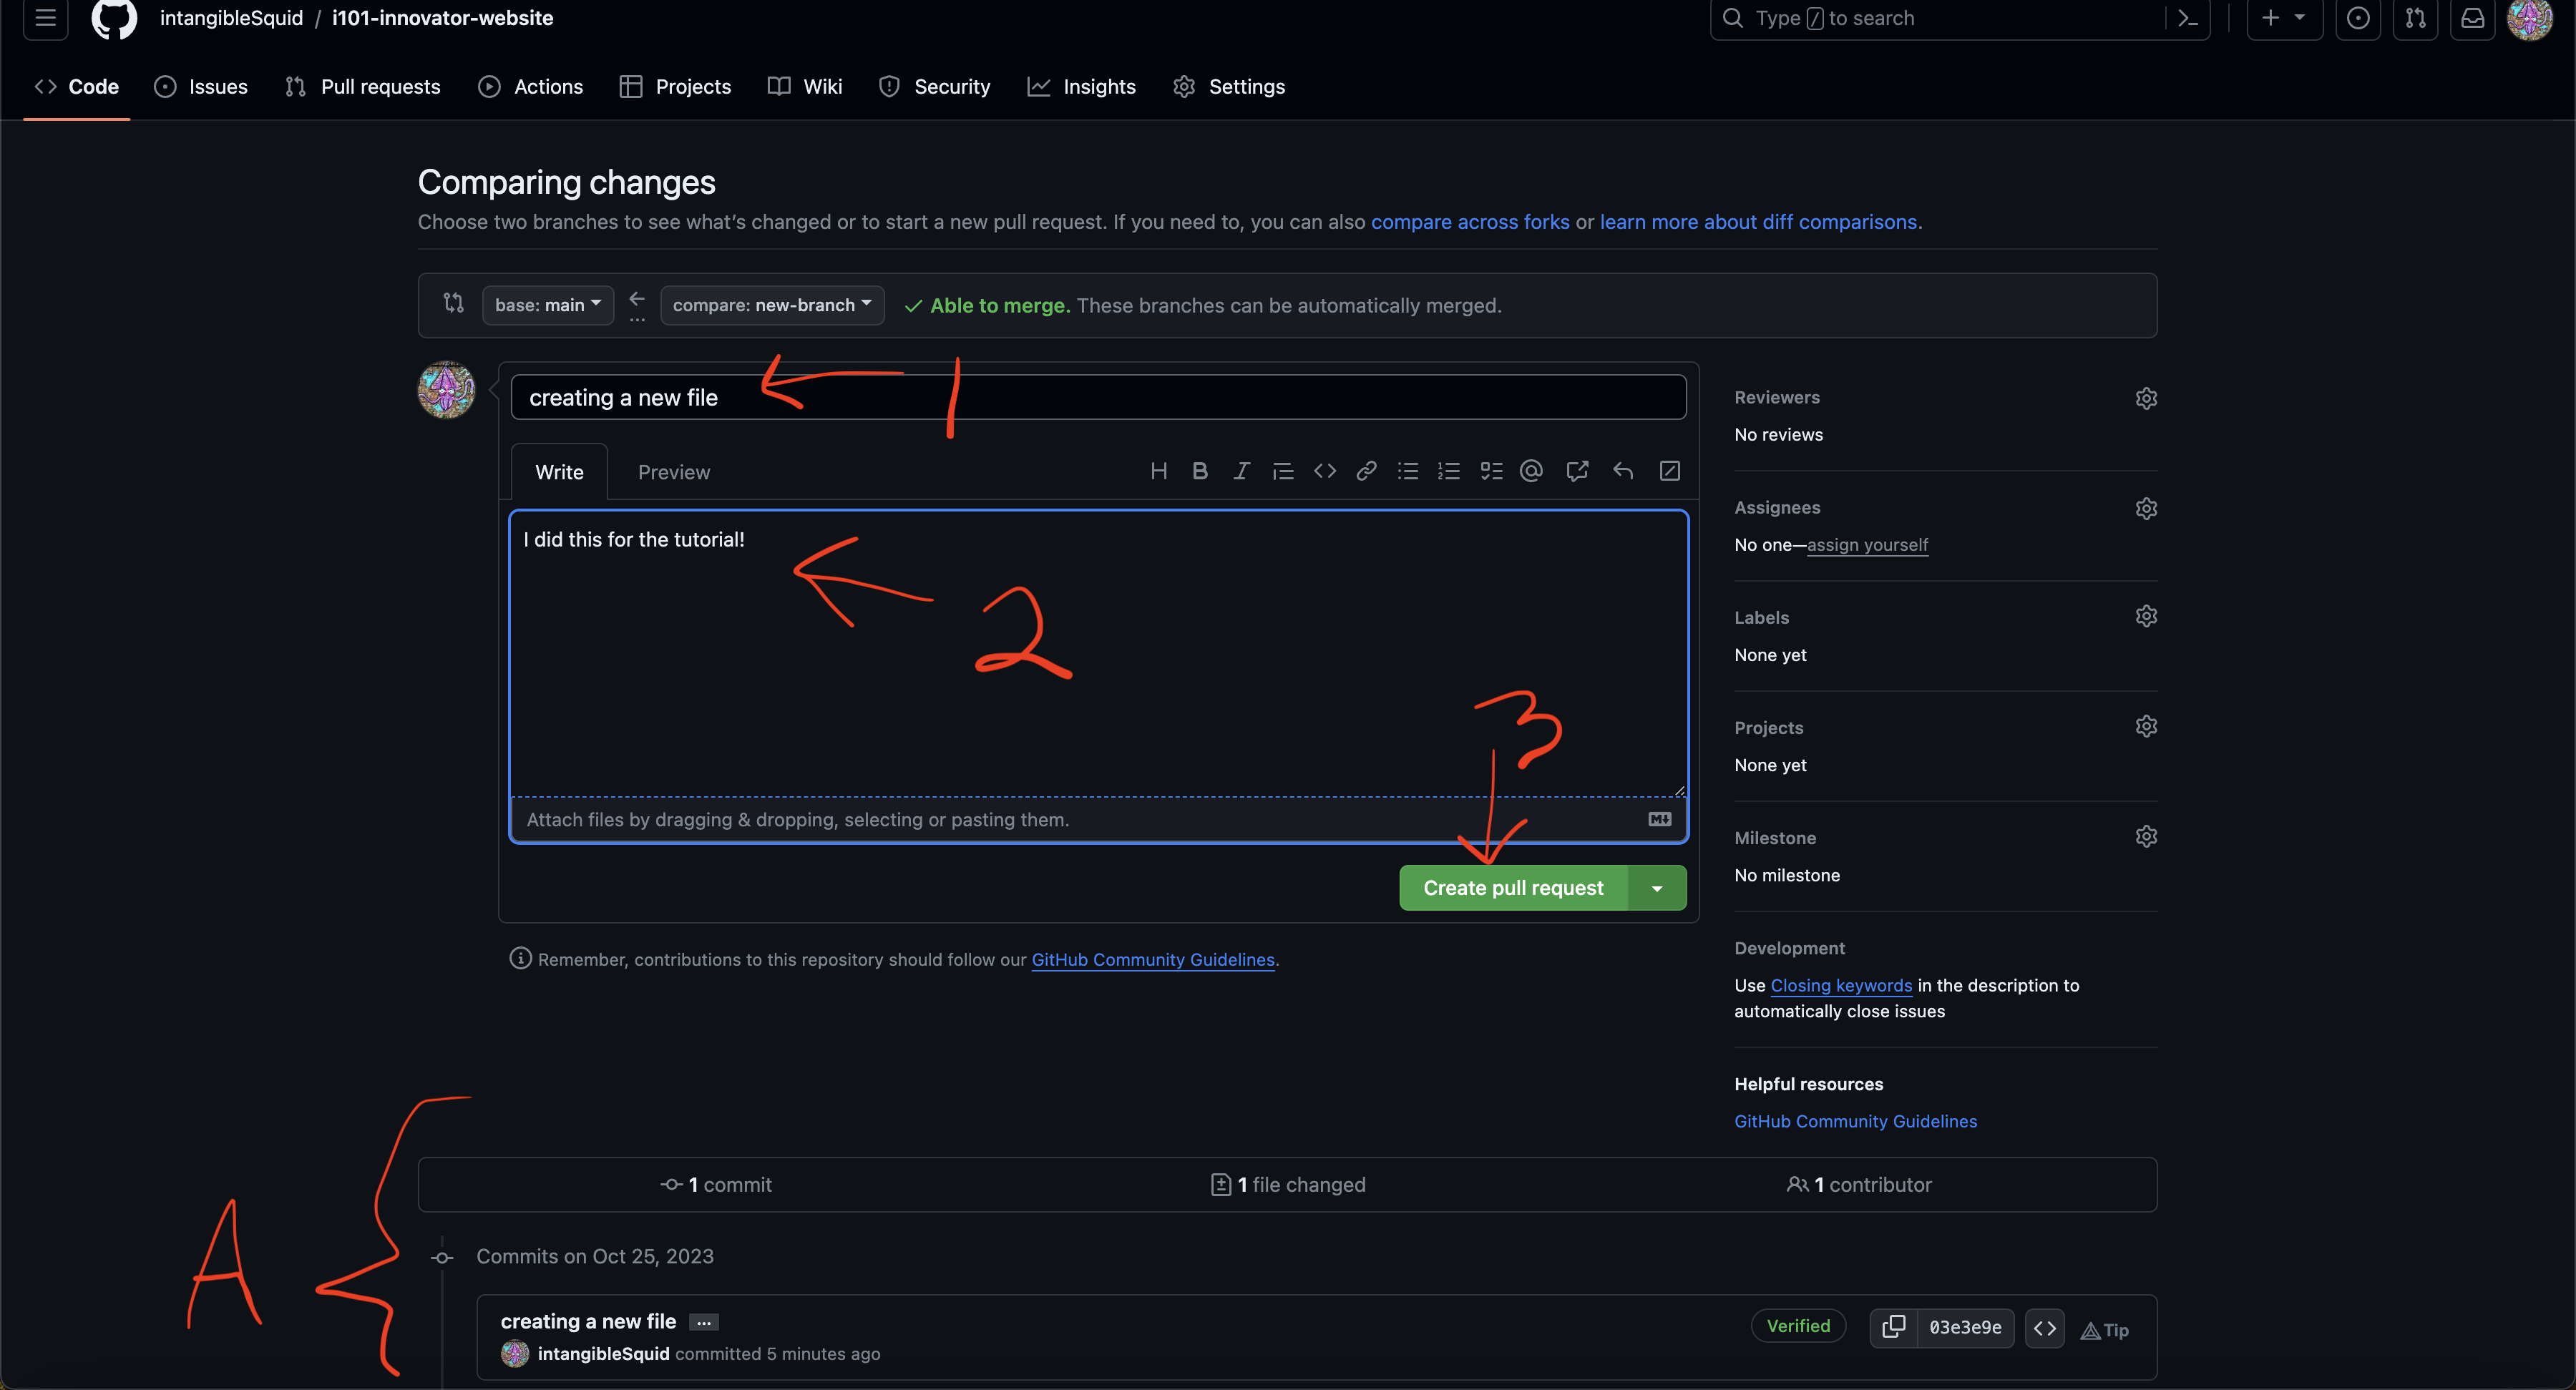 intangibleSquid / i101-innovator-website
Type / to search
Code Issues Pull requests Actions Projects Wiki Security Insights Settings
Comparing changes
Choose two branches to see what's changed or to start a new pull request. If you need to, you can also compare across forks or learn more about diff comparisons.
base: main ... compare: new-branch Able to merge. These branches can be automatically merged.
creating a new file
1
Write Preview
I did this for the tutorial!
2
3
Attach files by dragging & dropping, selecting or pasting them.
Create pull request
Remember, contributions to this repository should follow our GitHub Community Guidelines.
Reviewers
No reviews
Assignees
No one—assign yourself
Labels
None yet
Projects
None yet
Milestone
No milestone
Development
Use Closing keywords in the description to
automatically close issues
Helpful resources
GitHub Community Guidelines
A
1 commit 1 file changed 1 contributor
Commits on Oct 25, 2023
creating a new file ...
Verified 03e3e9e Tip
intangibleSquid committed 5 minutes ago